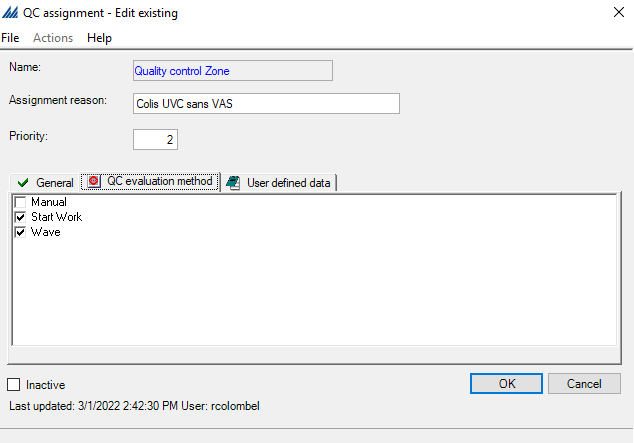 QC assignment - Edit existing
File Actions Help
Name: Quality control Zone
Assignment reason: Colis UVC sans VAS
Priority: 2
General QC evaluation method User defined data
Manual
Start Work
Wave
Inactive OK Cancel
Last updated: 3/1/2022 2:42:30 PM User: rcolombel